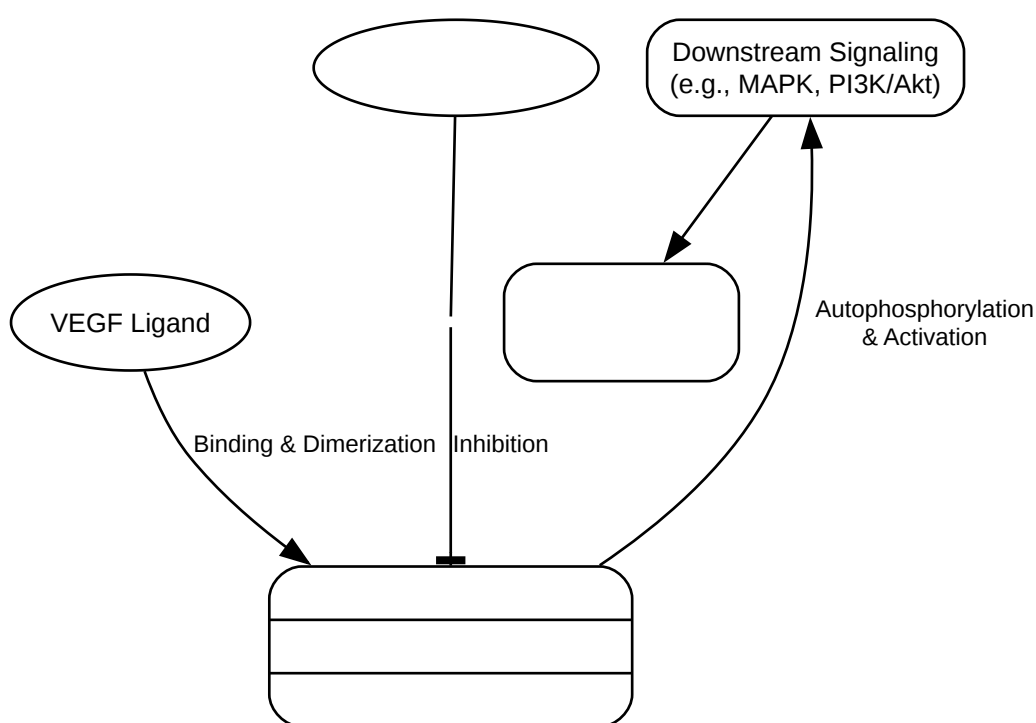 Downstream Signaling
(e.g., MAPK, PI3K/Akt)
VEGF Ligand
Autophosphorylation
& Activation
Binding & Dimerization
Inhibition